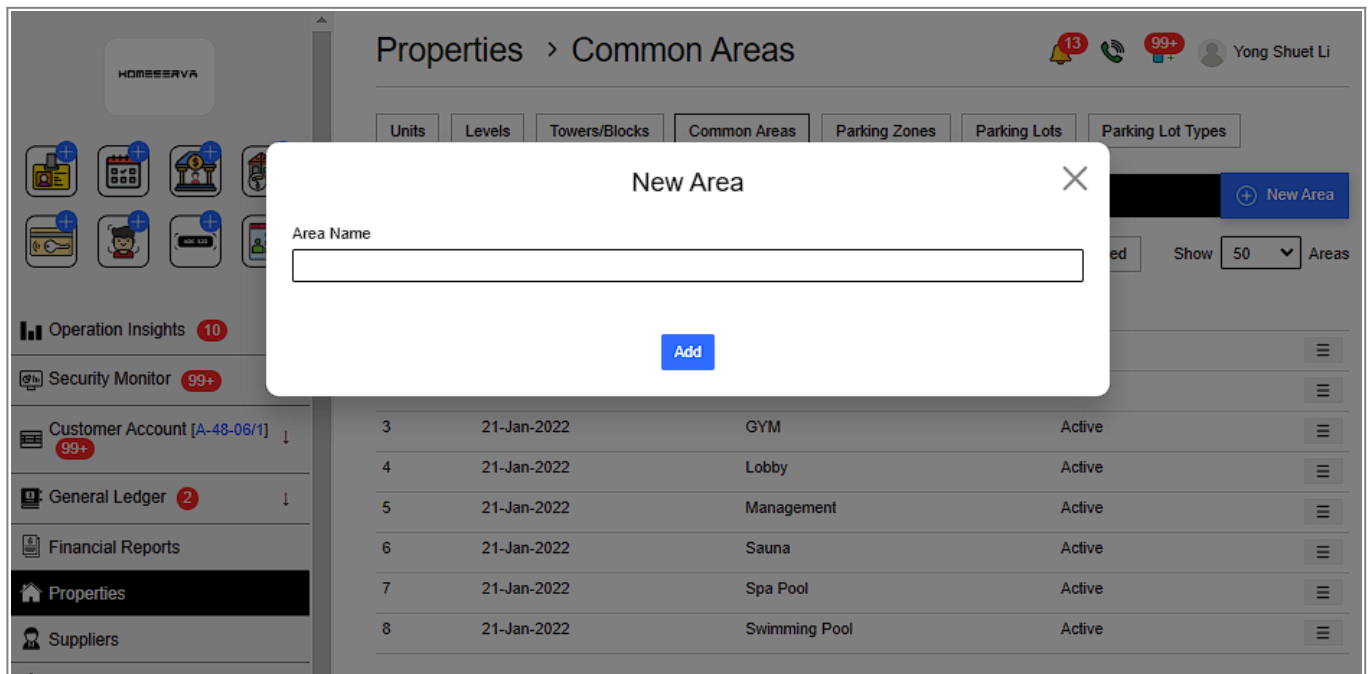 HOMESERVA
Properties > Common Areas
13
99+
Yong Shuet Li
Units
Levels
Towers/Blocks
Common Areas
Parking Zones
Parking Lots
Parking Lot Types
New Area
New Area
Area Name
ed
Show 50 Areas
Add
Operation Insights 10
Security Monitor 99+
Customer Account [A-48-06/1] ↓
99+
General Ledger 2 ↓
Financial Reports
Properties
Suppliers
3 21-Jan-2022 GYM Active
4 21-Jan-2022 Lobby Active
5 21-Jan-2022 Management Active
6 21-Jan-2022 Sauna Active
7 21-Jan-2022 Spa Pool Active
8 21-Jan-2022 Swimming Pool Active